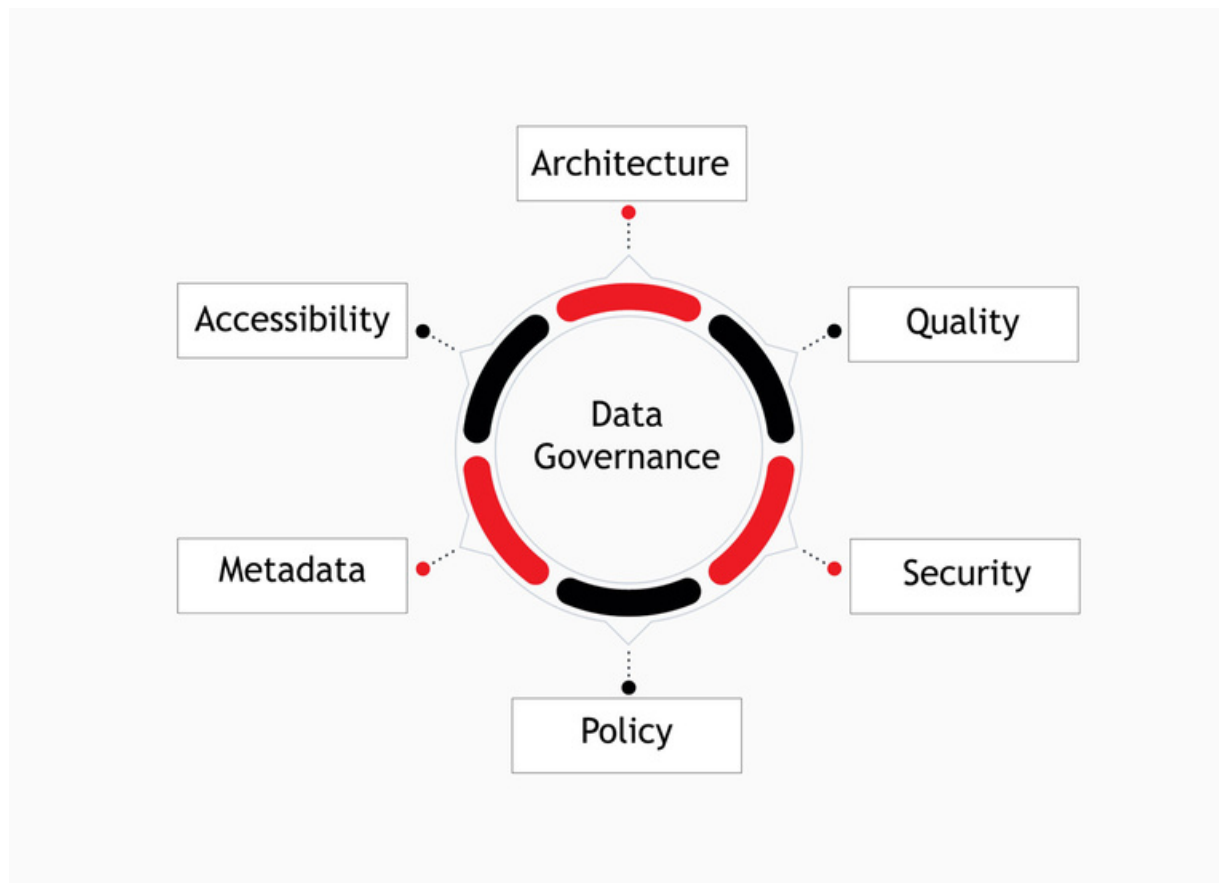 Architecture
Accessibility
Quality
Data
Governance
Metadata
Security
Policy